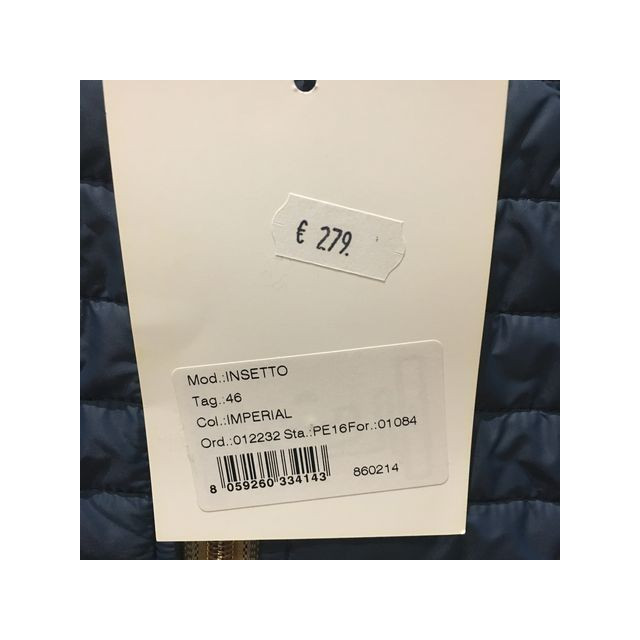 € 279.
Mod.:INSETTO
Tag.:46
Col.:IMPERIAL
Ord.:012232 Sta.:PE16For.:01084
8 059260 334143
860214